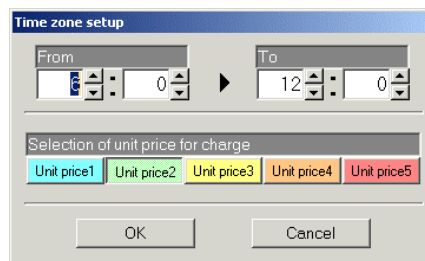 Time zone setup
From To
6 : 0 12 : 0
Selection of unit price for charge
Unit price1 Unit price2 Unit price3 Unit price4 Unit price5
OK Cancel